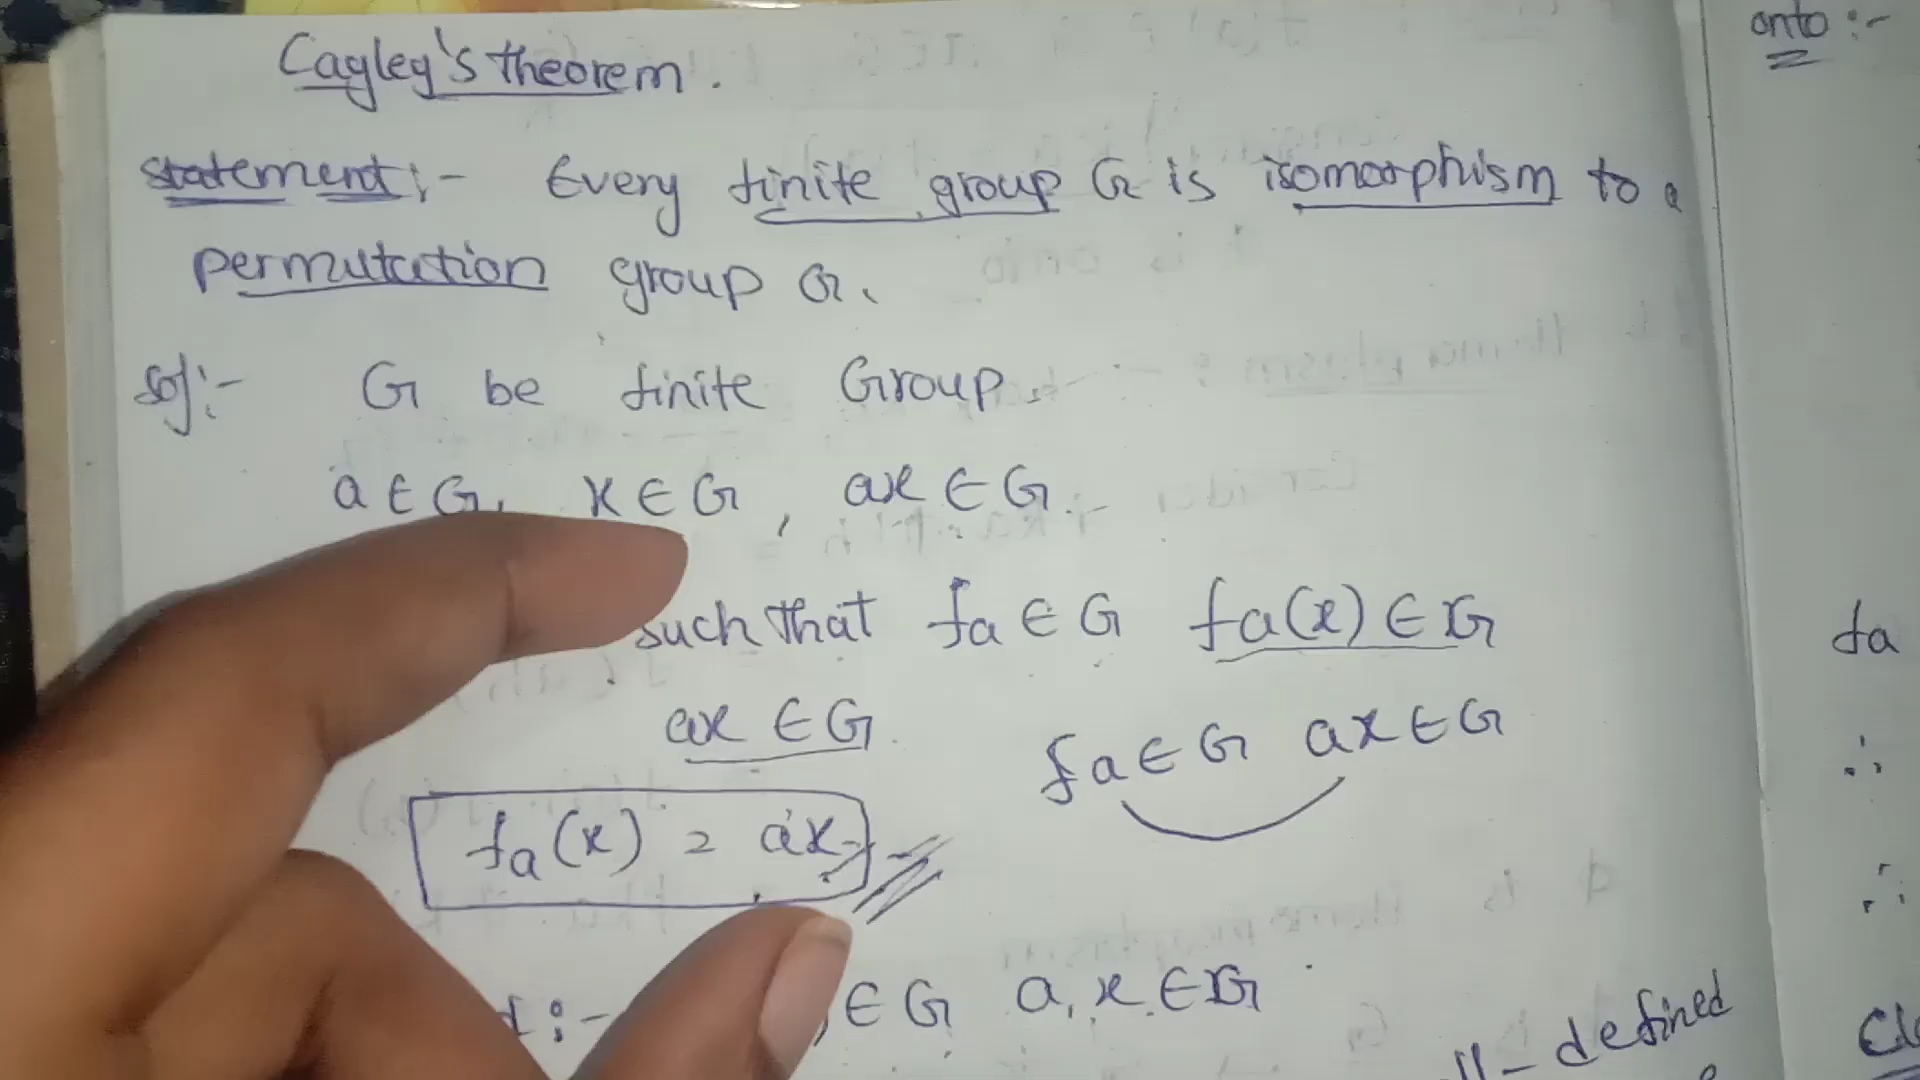 Cayley's theorem.
statement :- Every finite group G is isomorphism to a
permutation group G.
Sol:- G be finite Group
a ∈ G, x ∈ G, ax ∈ G
such that fa ∈ G fa(x) ∈ G
ax ∈ G
fa ∈ G ax ∈ G
fa(x) = ax
∈ G a, x ∈ G
defined
onto :-
fa
∴
∴